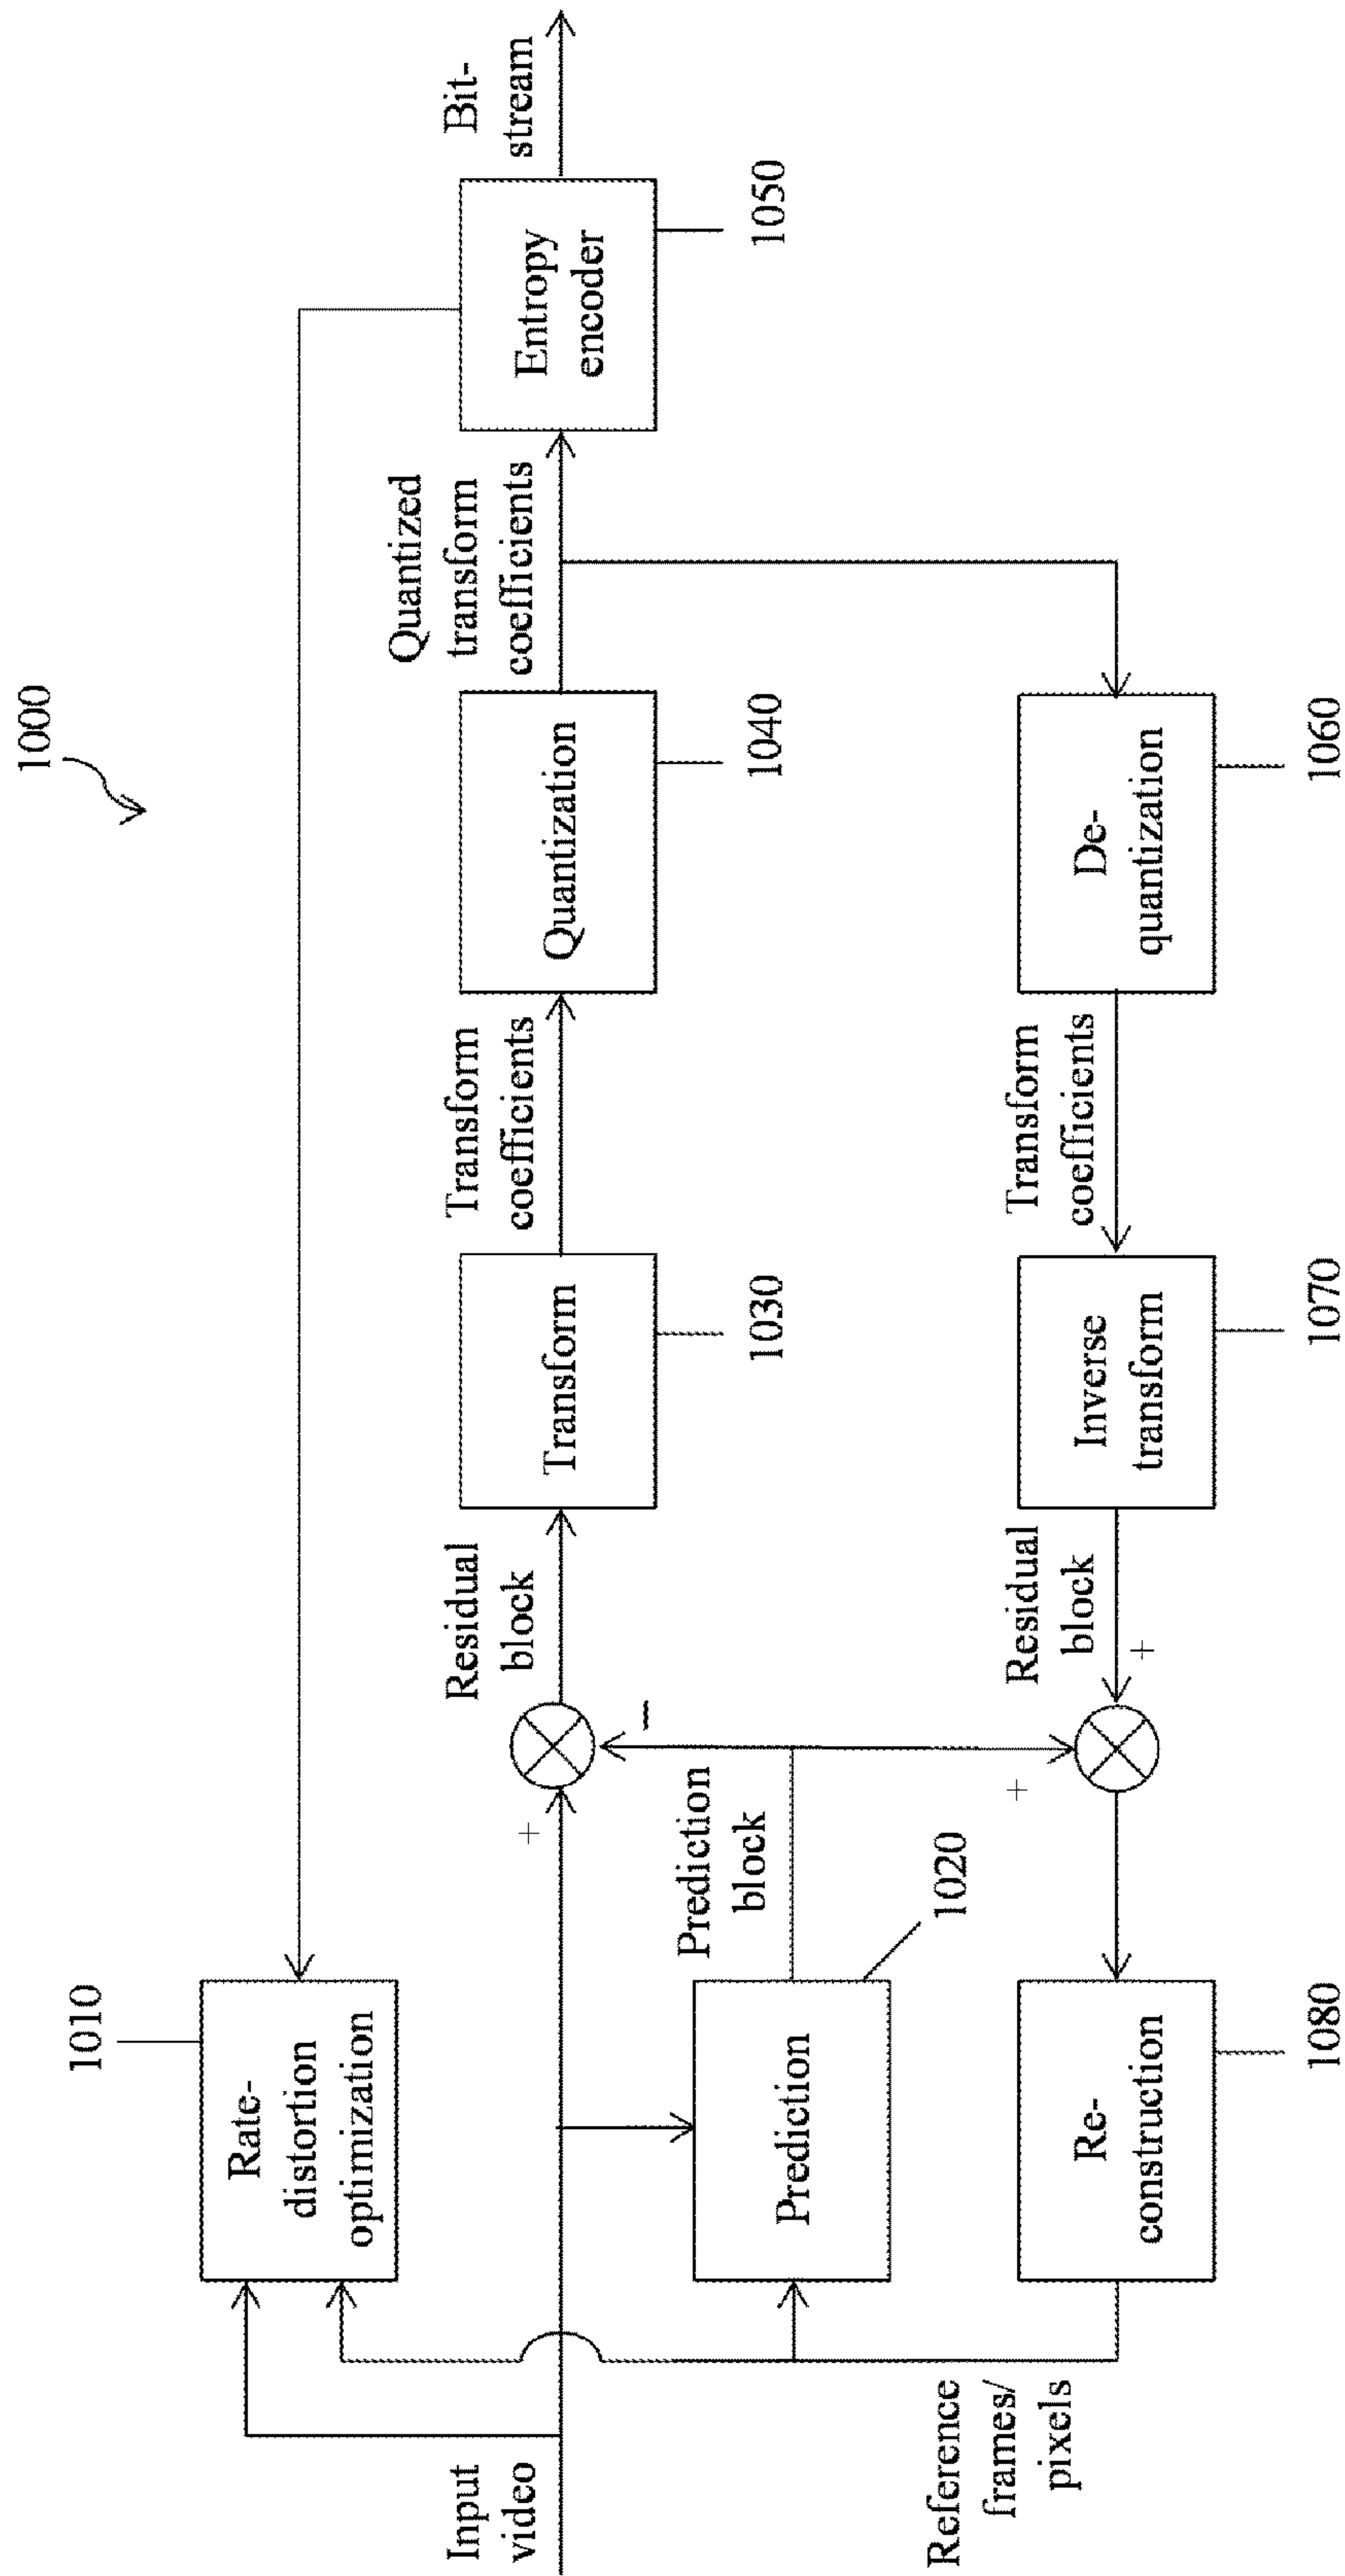 1000
1010
Rate-
distortion
optimization
Input
video
+
Residual
block
Transform
1030
Transform
coefficients
Quantization
1040
Quantized
transform
coefficients
Entropy
encoder
1050
Bit-
stream
−
Prediction
block
Prediction
1020
Reference
frames/
pixels
Re-
construction
1080
+
+
Residual
block
Inverse
transform
1070
Transform
coefficients
De-
quantization
1060